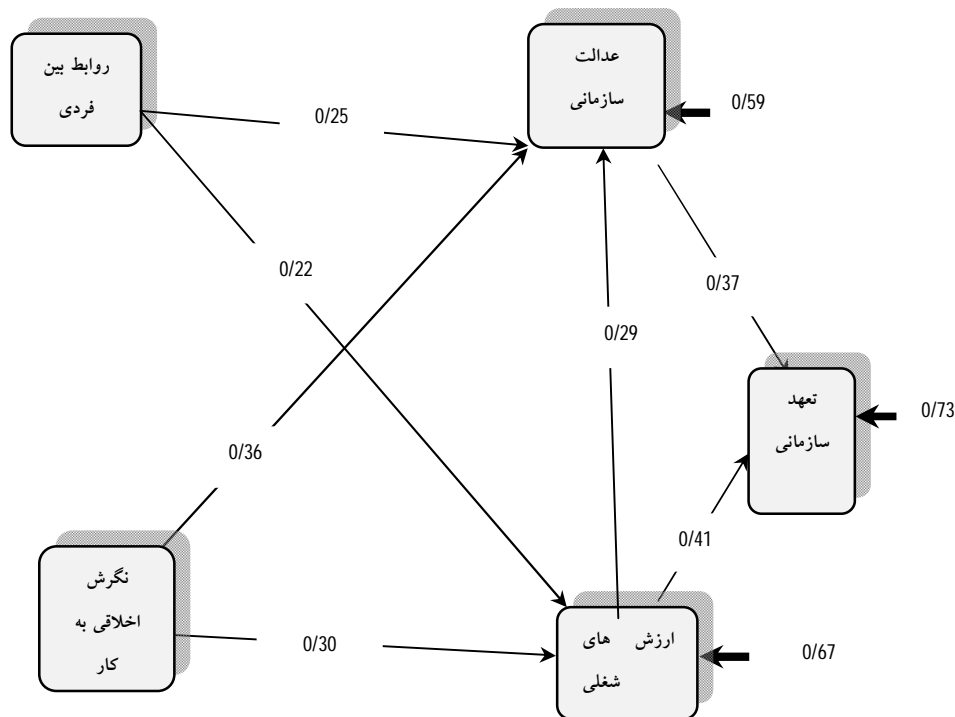 روابط بین
فردی
عدالت
سازمانی
0/59
0/25
0/22
0/37
0/29
تعهد
سازمانی
0/73
0/36
0/41
نگرش
اخلاقی به
کار
0/30
ارزش های
شغلی
0/67